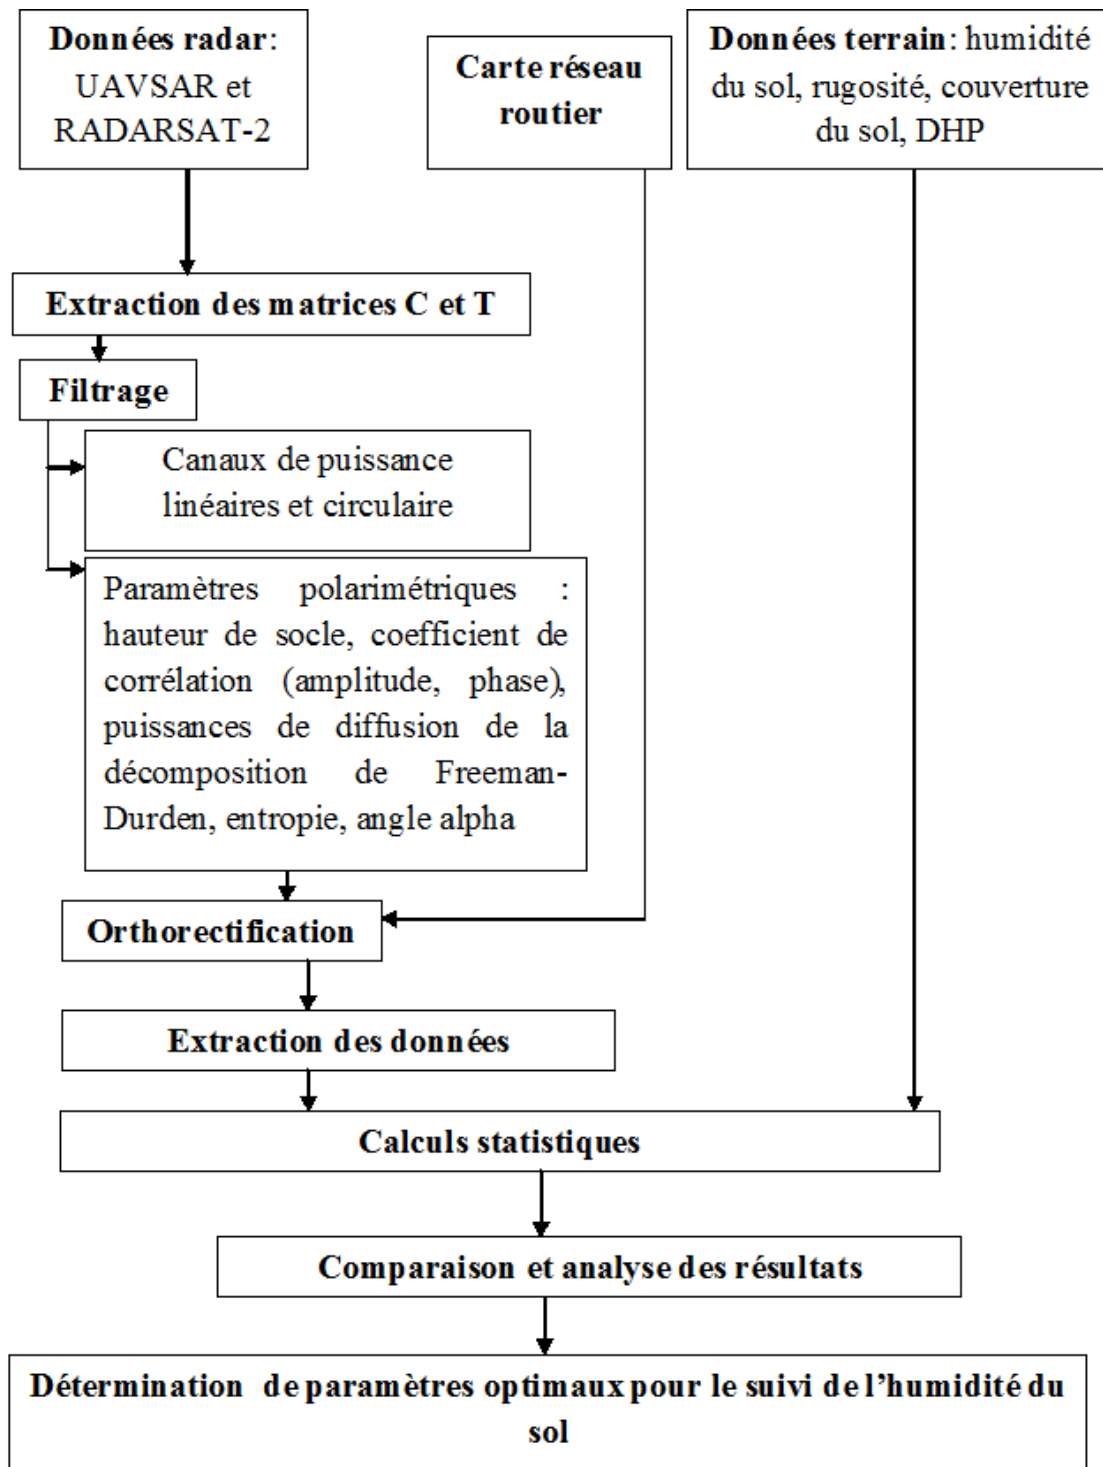 Données radar:
UAVSAR et
RADARSAT-2
Carte réseau
routier
Données terrain: humidité
du sol, rugosité, couverture
du sol, DHP
Extraction des matrices C et T
Filtrage
Canaux de puissance
linéaires et circulaire
Paramètres polarimétriques :
hauteur de socle, coefficient de
corrélation (amplitude, phase),
puissances de diffusion de la
décomposition de Freeman-
Durden, entropie, angle alpha
Orthorectification
Extraction des données
Calculs statistiques
Comparaison et analyse des résultats
Détermination de paramètres optimaux pour le suivi de l'humidité du
sol